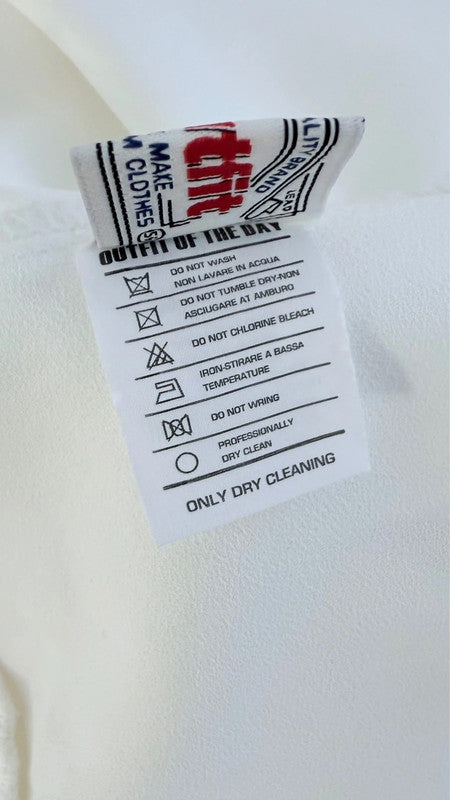 MAKE
CLOTHES
tfit
BRAND
OUTFIT OF THE DAY
DO NOT WASH
NON LAVARE IN ACQUA
DO NOT TUMBLE DRY-NON
ASCIUGARE AT AMBURO
DO NOT CHLORINE BLEACH
IRON-STIRARE A BASSA
TEMPERATURE
DO NOT WRING
PROFESSIONALLY
DRY CLEAN
ONLY DRY CLEANING